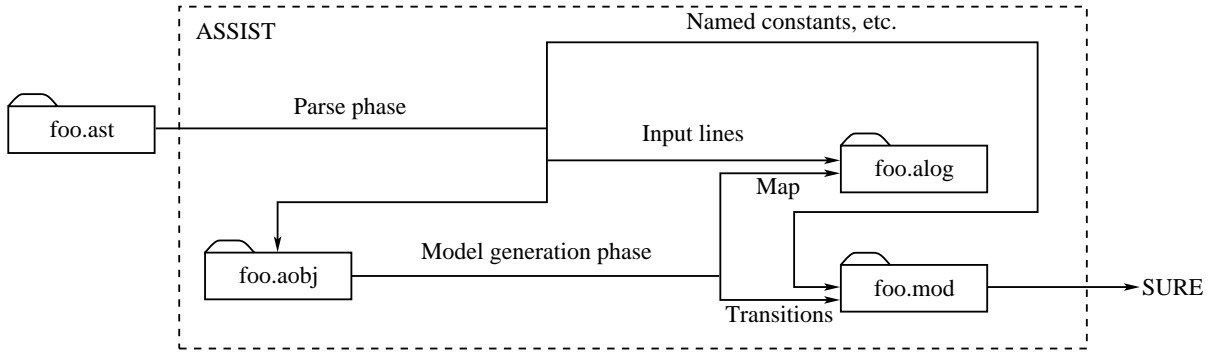 Named constants, etc.
ASSIST
Parse phase
foo.ast
Input lines
foo.alog
Map
Model generation phase
foo.aobj
foo.mod
SURE
Transitions